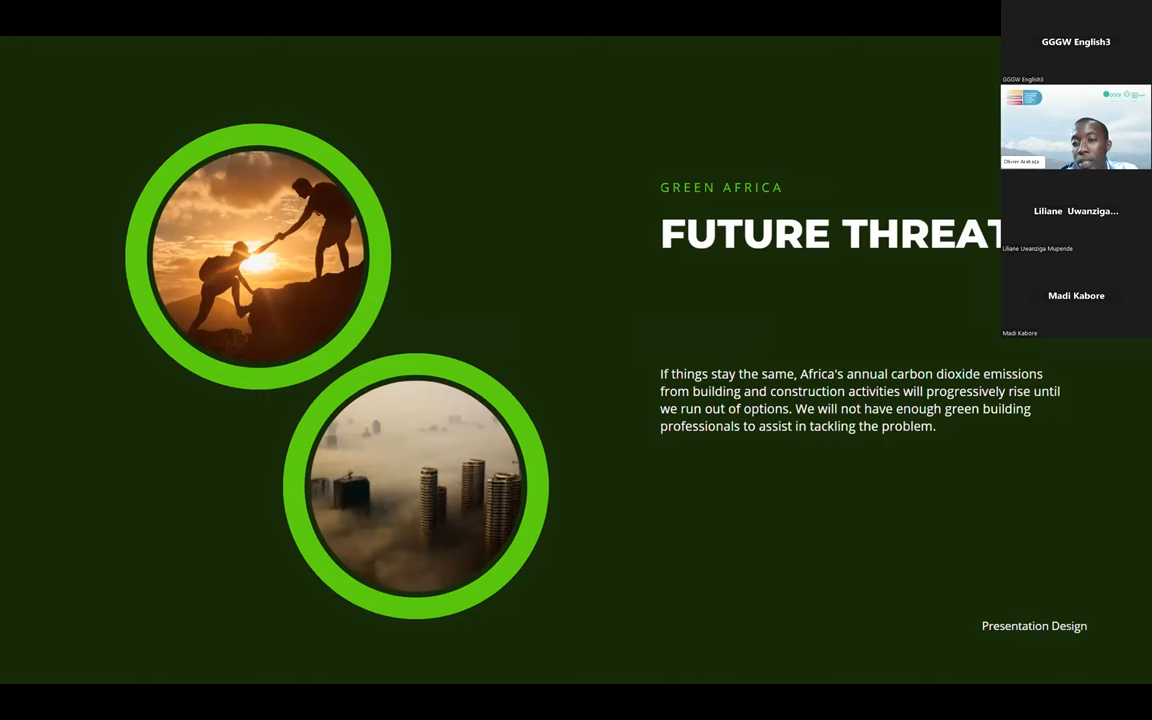 GREEN AFRICA
FUTURE THREAT
If things stay the same, Africa's annual carbon dioxide emissions
from building and construction activities will progressively rise until
we run out of options. We will not have enough green building
professionals to assist in tackling the problem.
Presentation Design
GGGW English3
GGGW English3
GGGI
Olivier Arakaza
Liliane Uwanziga...
Liliane Uwanziga Mupende
Madi Kabore
Madi Kabore